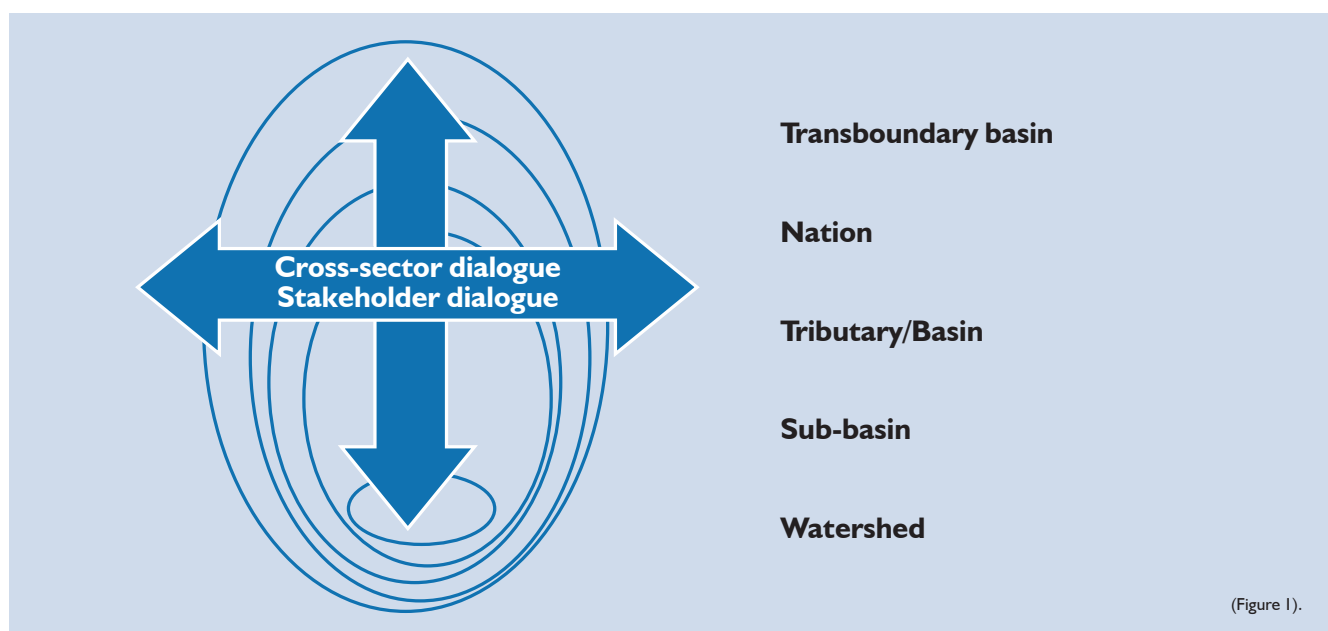 Transboundary basin
Nation
Cross-sector dialogue
Stakeholder dialogue
Tributary/Basin
Sub-basin
Watershed
(Figure 1).